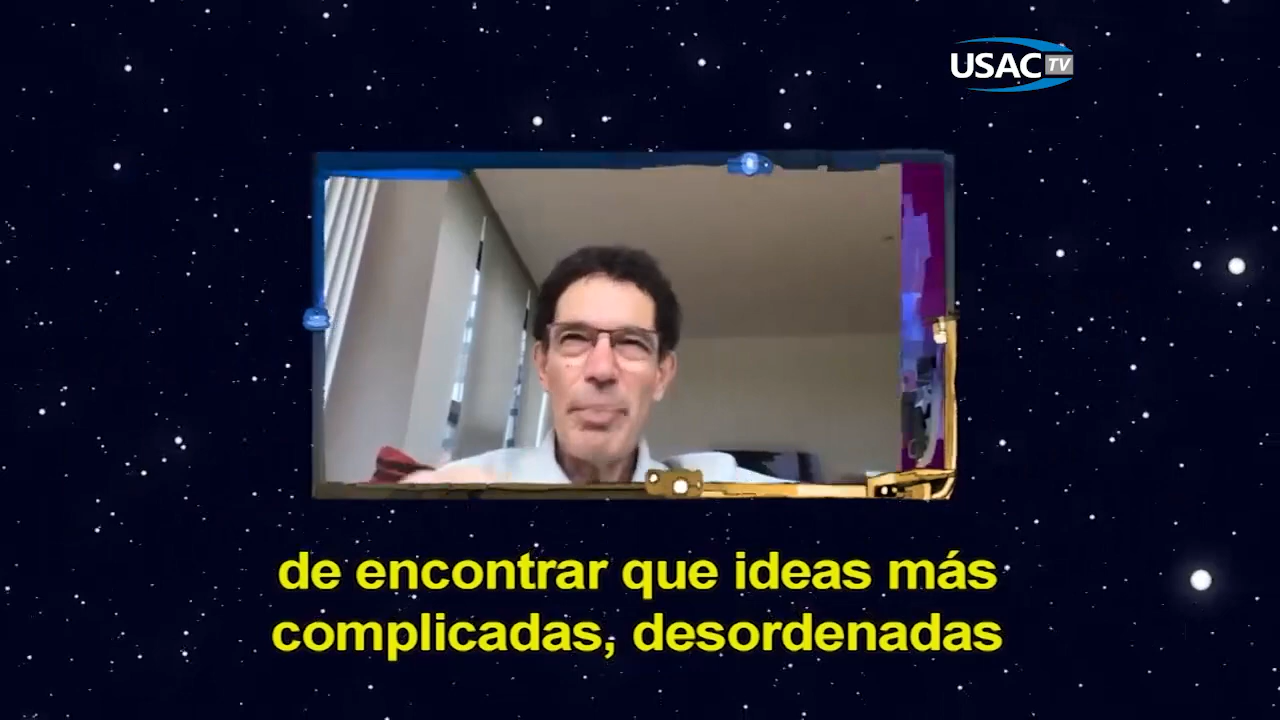 USAC TV
de encontrar que ideas más
complicadas, desordenadas